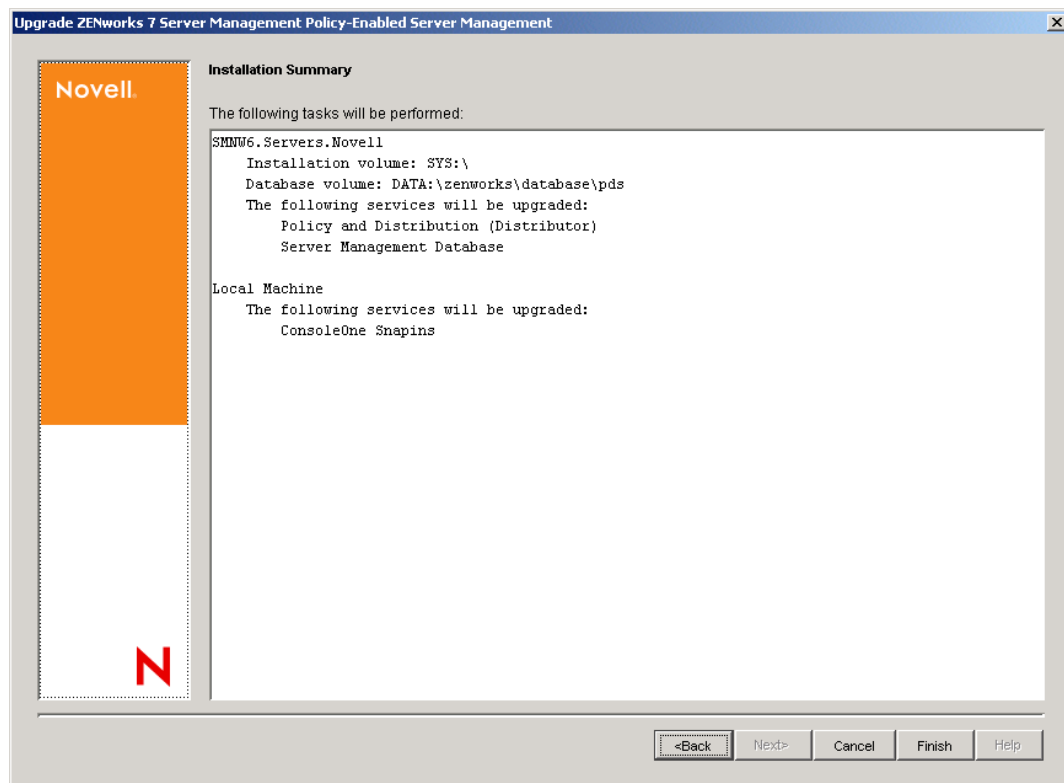 Upgrade ZENworks 7 Server Management Policy-Enabled Server Management
Novell.
Installation Summary
The following tasks will be performed:
SMNW6.Servers.Novell
Installation volume: SYS:\
Database volume: DATA:\zenworks\database\pds
The following services will be upgraded:
Policy and Distribution (Distributor)
Server Management Database
Local Machine
The following services will be upgraded:
ConsoleOne Snapins
N
<Back
Next>
Cancel
Finish
Help